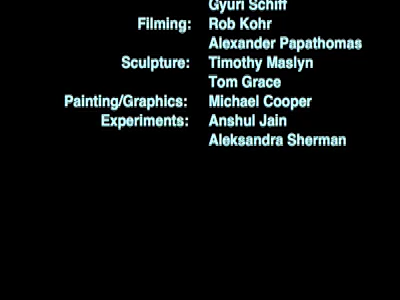 Gyuri Schiff
Filming: Rob Kohr
Alexander Papathomas
Sculpture: Timothy Maslyn
Tom Grace
Painting/Graphics: Michael Cooper
Experiments: Anshul Jain
Aleksandra Sherman